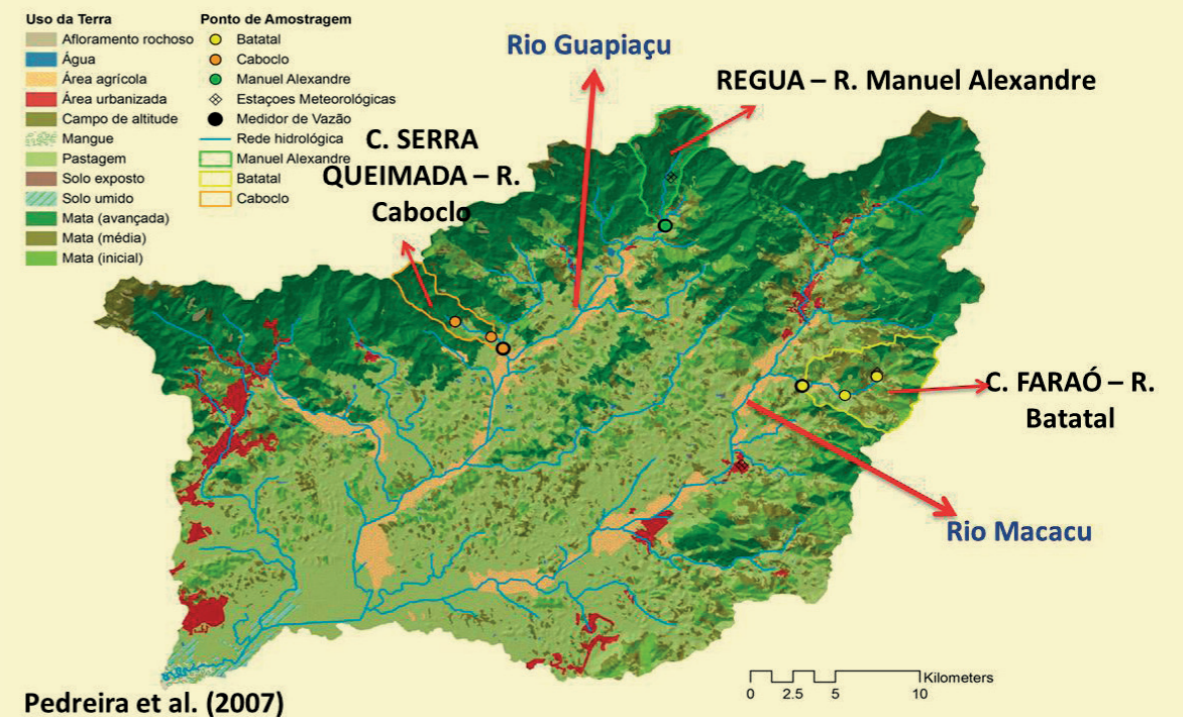 Uso da Terra
Afloramento rochoso
Água
Área agrícola
Área urbanizada
Campo de altitude
Mangue
Pastagem
Solo exposto
Solo umido
Mata (avançada)
Mata (média)
Mata (inicial)
Ponto de Amostragem
Batatal
Caboclo
Manuel Alexandre
Estaçoes Meteorológicas
Medidor de Vazão
Rede hidrológica
Manuel Alexandre
Batatal
Caboclo
Rio Guapiaçu
REGUA – R. Manuel Alexandre
C. SERRA
QUEIMADA – R.
Caboclo
C. FARAÓ – R.
Batatal
Rio Macacu
Kilometers
0 2.5 5 10
Pedreira et al. (2007)